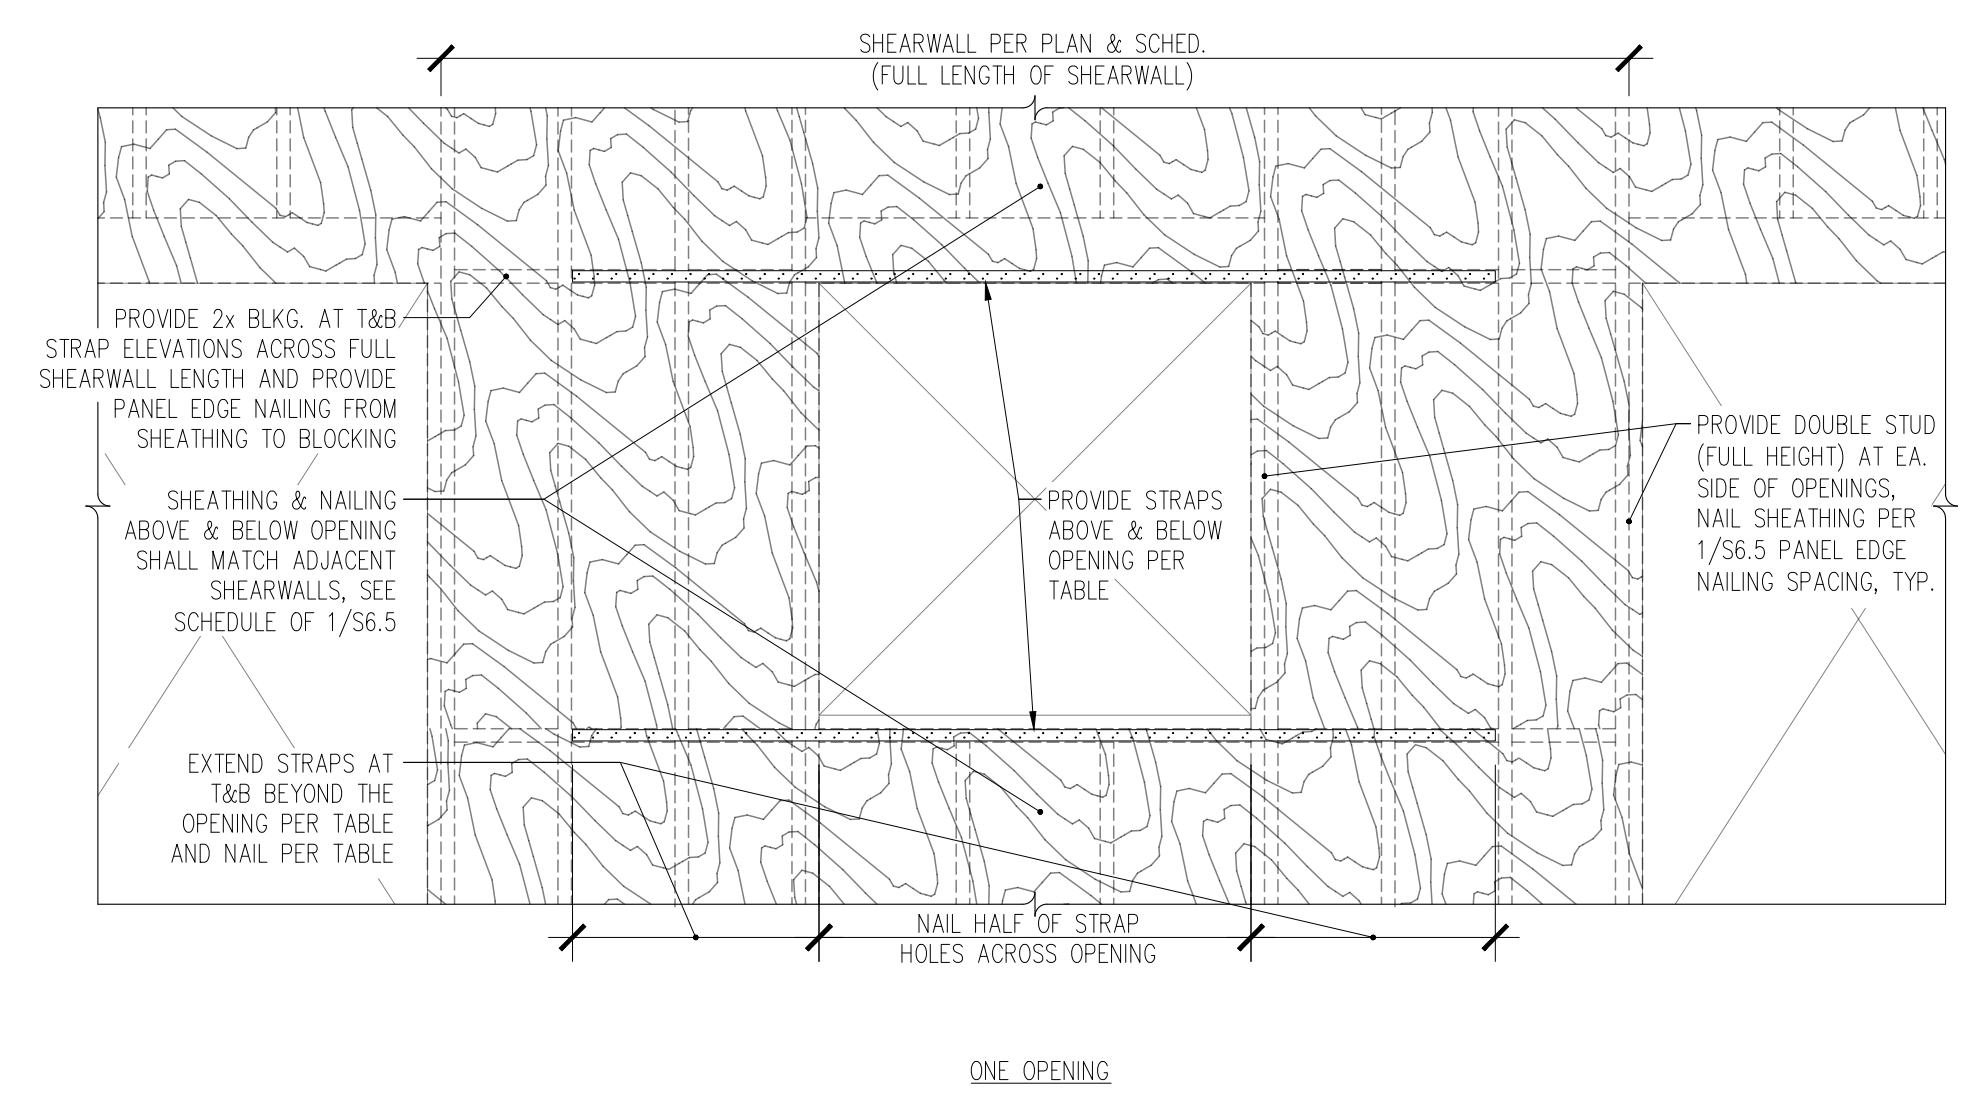 SHEARWALL PER PLAN & SCHED.
(FULL LENGTH OF SHEARWALL)
PROVIDE 2x BLKG. AT T&B
STRAP ELEVATIONS ACROSS FULL
SHEARWALL LENGTH AND PROVIDE
PANEL EDGE NAILING FROM
SHEATHING TO BLOCKING
SHEATHING & NAILING
ABOVE & BELOW OPENING
SHALL MATCH ADJACENT
SHEARWALLS, SEE
SCHEDULE OF 1/S6.5
EXTEND STRAPS AT
T&B BEYOND THE
OPENING PER TABLE
AND NAIL PER TABLE
PROVIDE STRAPS
ABOVE & BELOW
OPENING PER
TABLE
PROVIDE DOUBLE STUD
(FULL HEIGHT) AT EA.
SIDE OF OPENINGS,
NAIL SHEATHING PER
1/S6.5 PANEL EDGE
NAILING SPACING, TYP.
NAIL HALF OF STRAP
HOLES ACROSS OPENING
ONE OPENING